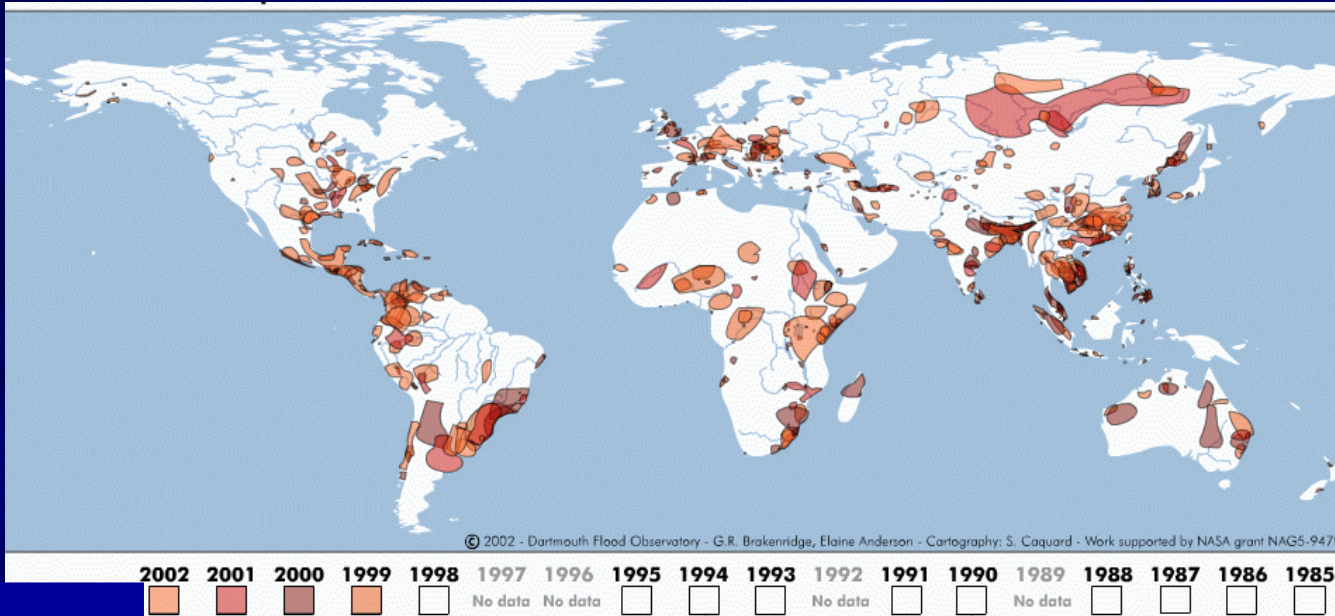 © 2002 - Dartmouth Flood Observatory - G.R. Brakenridge, Elaine Anderson - Cartography: S. Caquard - Work supported by NASA grant NAG5-947
2002 2001 2000 1999 1998 1997 1996 1995 1994 1993 1992 1991 1990 1989 1988 1987 1986 1985
No data No data No data No data